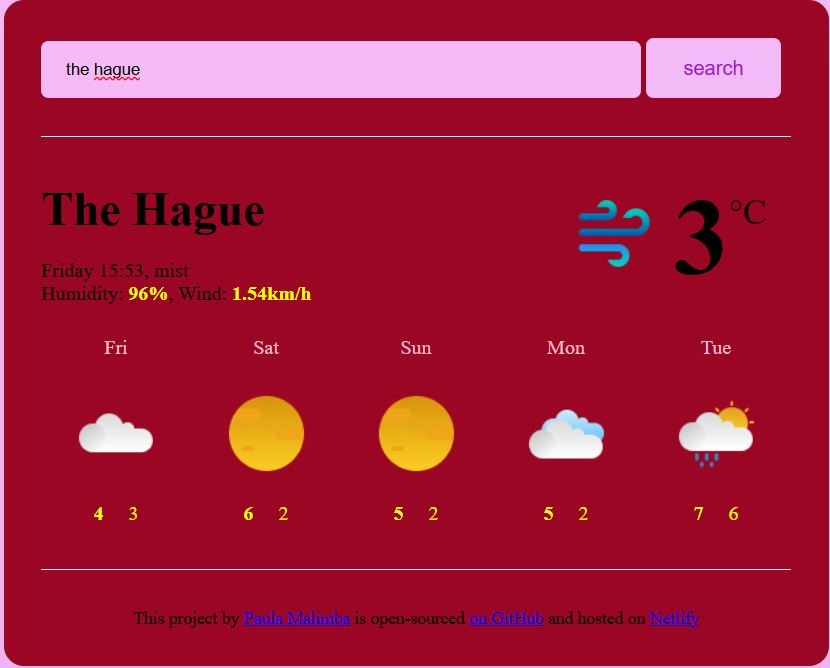 the hague search
The Hague 3 °C
Friday 15:53, mist
Humidity: 96%, Wind: 1.54km/h
Fri Sat Sun Mon Tue
4 3 6 2 5 2 5 2 7 6
This project by Paula Malimba is open-sourced on GitHub and hosted on Netlify